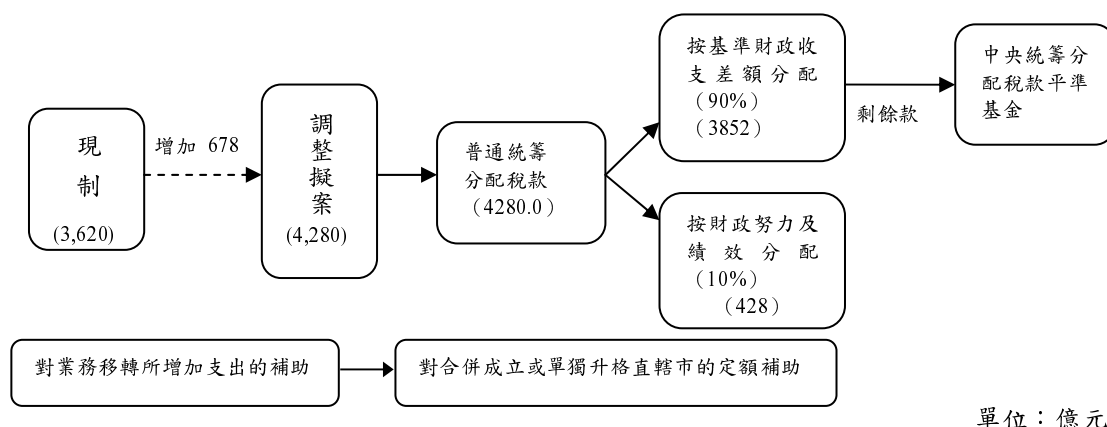 現
制
(3,620)
增加 678
調
整
擬
案
(4,280)
普通統籌
分配稅款
（4280.0）
按基準財政收
支差額分配
（90%）
（3852）
剩餘款
中央統籌分
配稅款平準
基金
按財政努力及
績效分配
（10%）
（428）
對業務移轉所增加支出的補助
對合併成立或單獨升格直轄市的定額補助
單位：億元